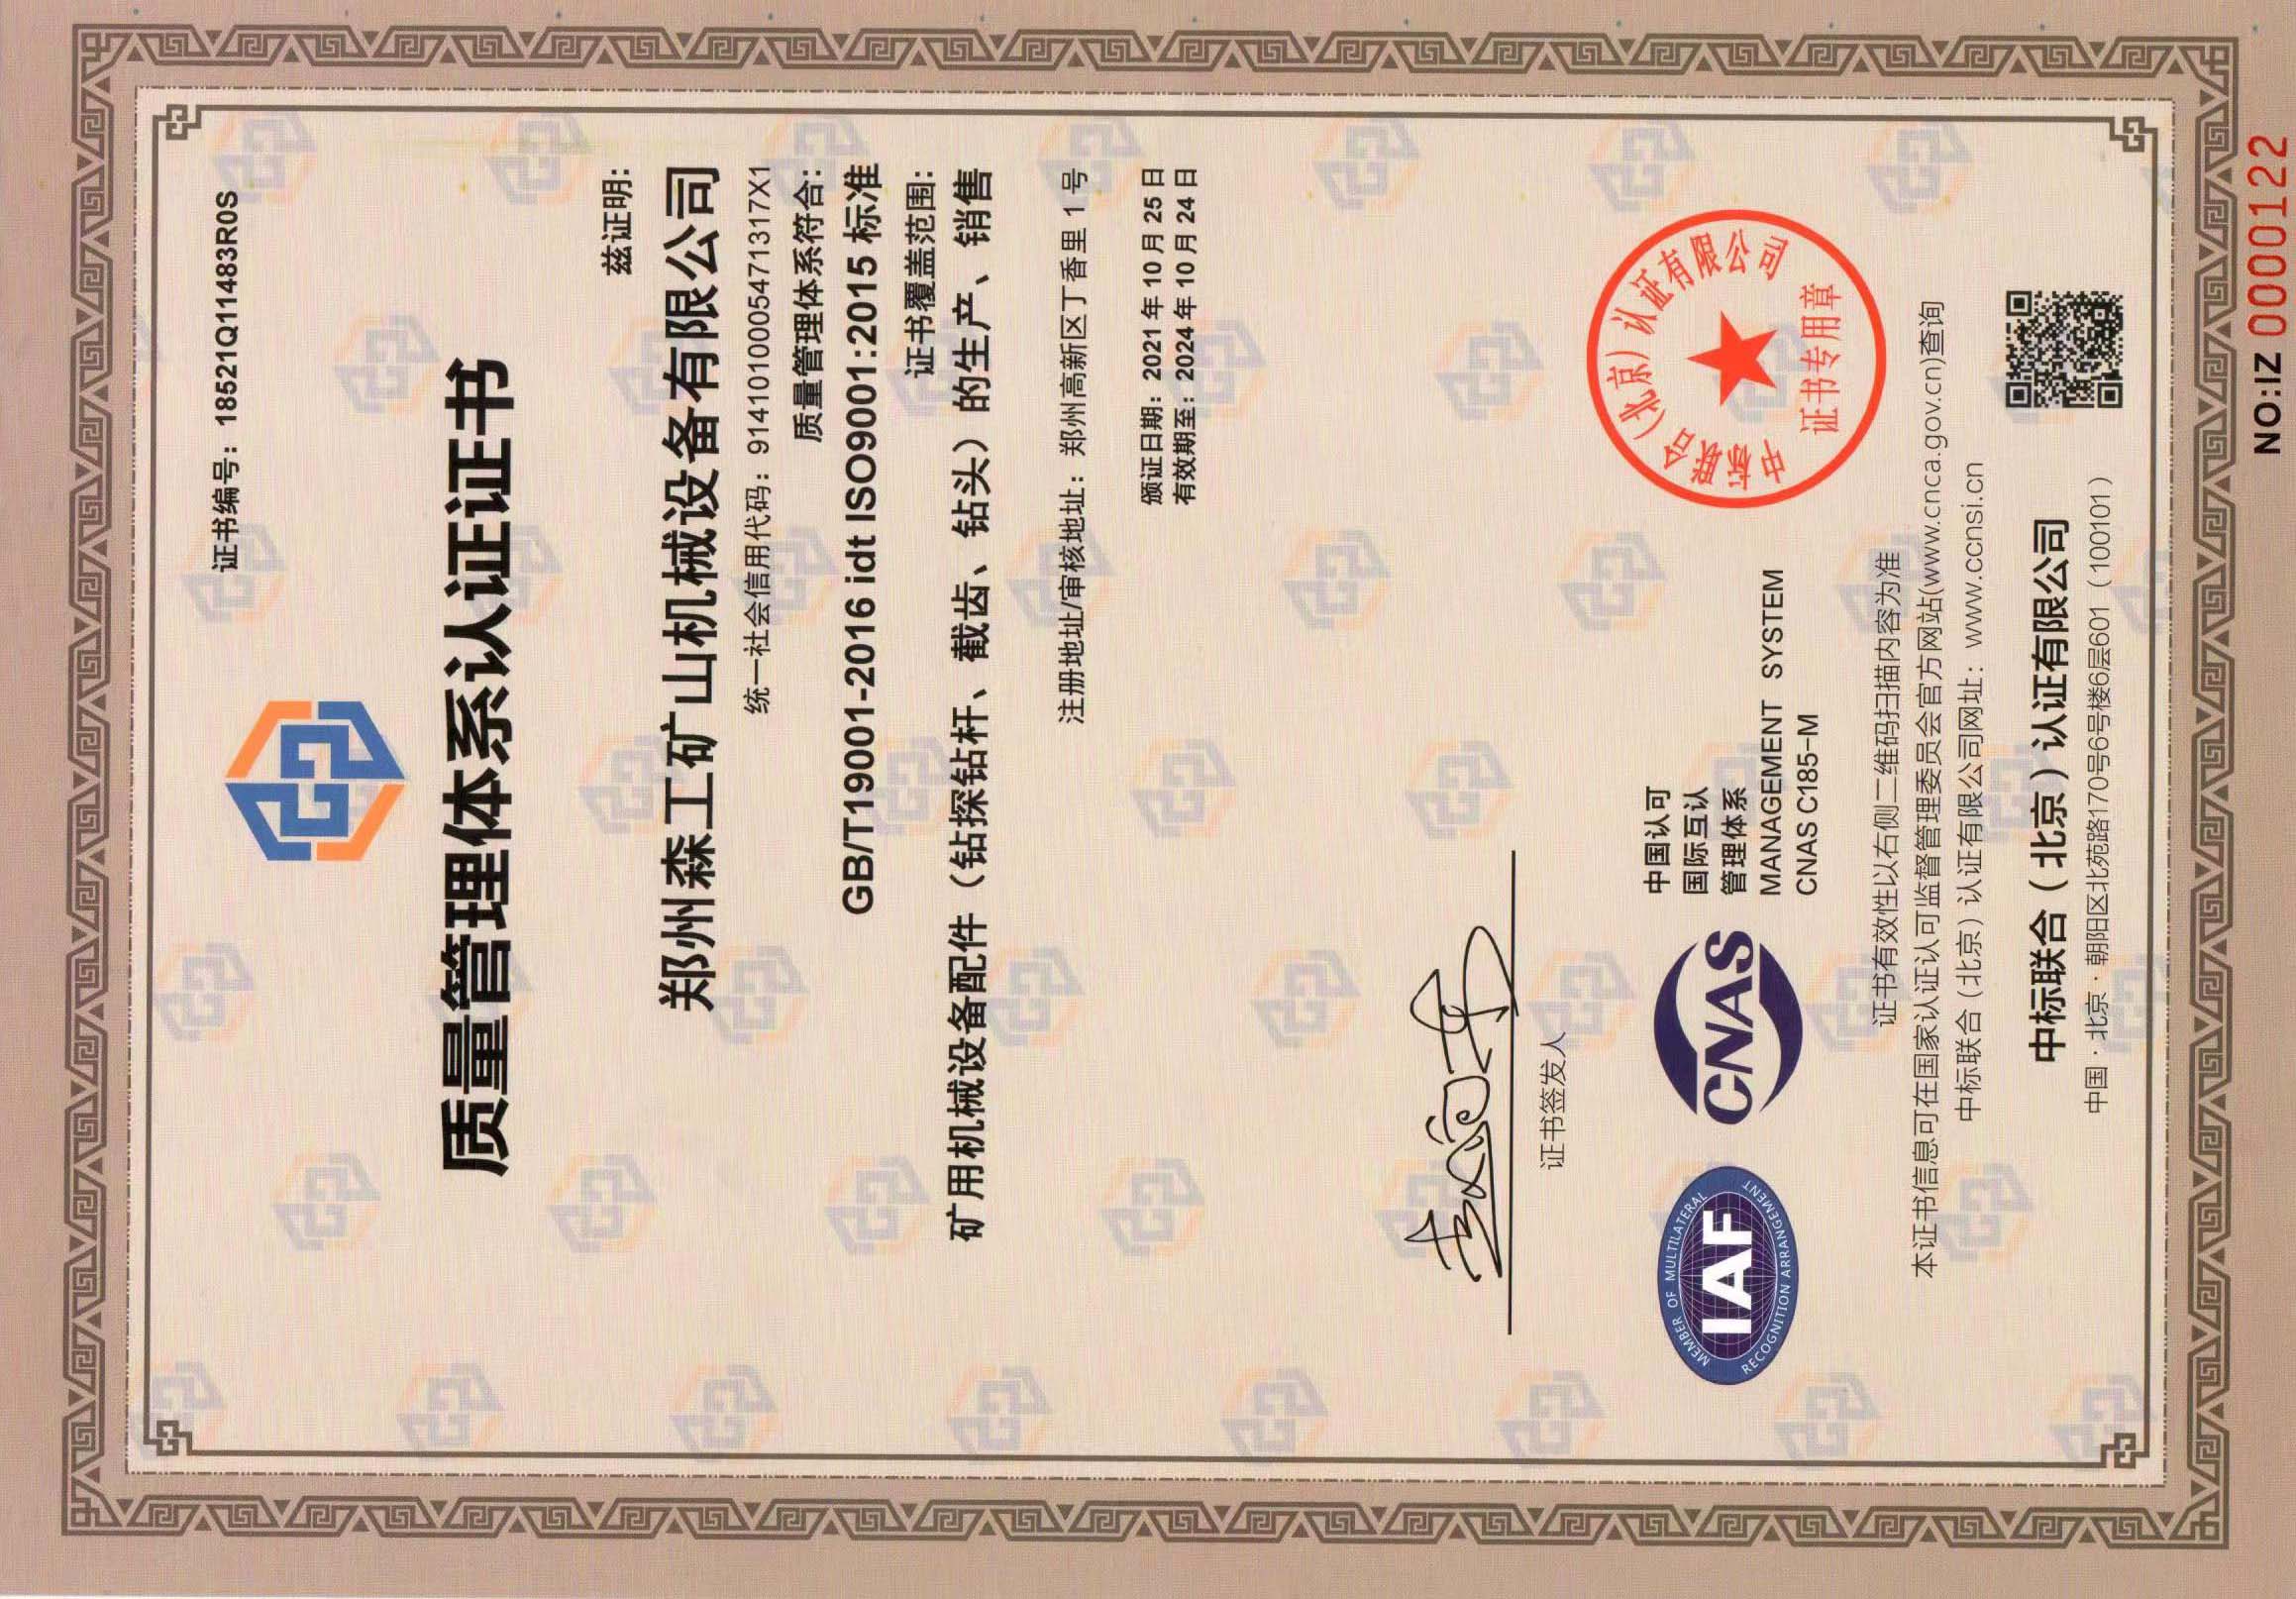 证书编号：18521Q11483R0S
质量管理体系认证证书
兹证明：
郑州森工矿山机械设备有限公司
统一社会信用代码：9141010005471317X1
质量管理体系符合：
GB/T19001-2016 idt ISO9001:2015 标准
证书覆盖范围：
矿用机械设备配件（钻探钻杆、截齿、钻头）的生产、销售
注册地址/审核地址：郑州高新区丁香里 1 号
颁证日期：2021 年 10 月 25 日
有效期至：2024 年 10 月 24 日
证书签发人
中标联合（北京）认证有限公司
证书专用章
MEMBER OF MULTILATERAL
IAF
RECOGNITION ARRANGEMENT
CNAS
中国认可
国际互认
管理体系
MANAGEMENT SYSTEM
CNAS C185-M
证书有效性以右侧二维码扫描内容为准
本证书信息可在国家认证认可监督管理委员会官方网站(www.cnca.gov.cn)查询
中标联合（北京）认证有限公司网址：www.ccnsi.cn
中标联合（北京）认证有限公司
中国·北京·朝阳区北苑路170号6号楼6层601（100101）
NO:IZ 0000122